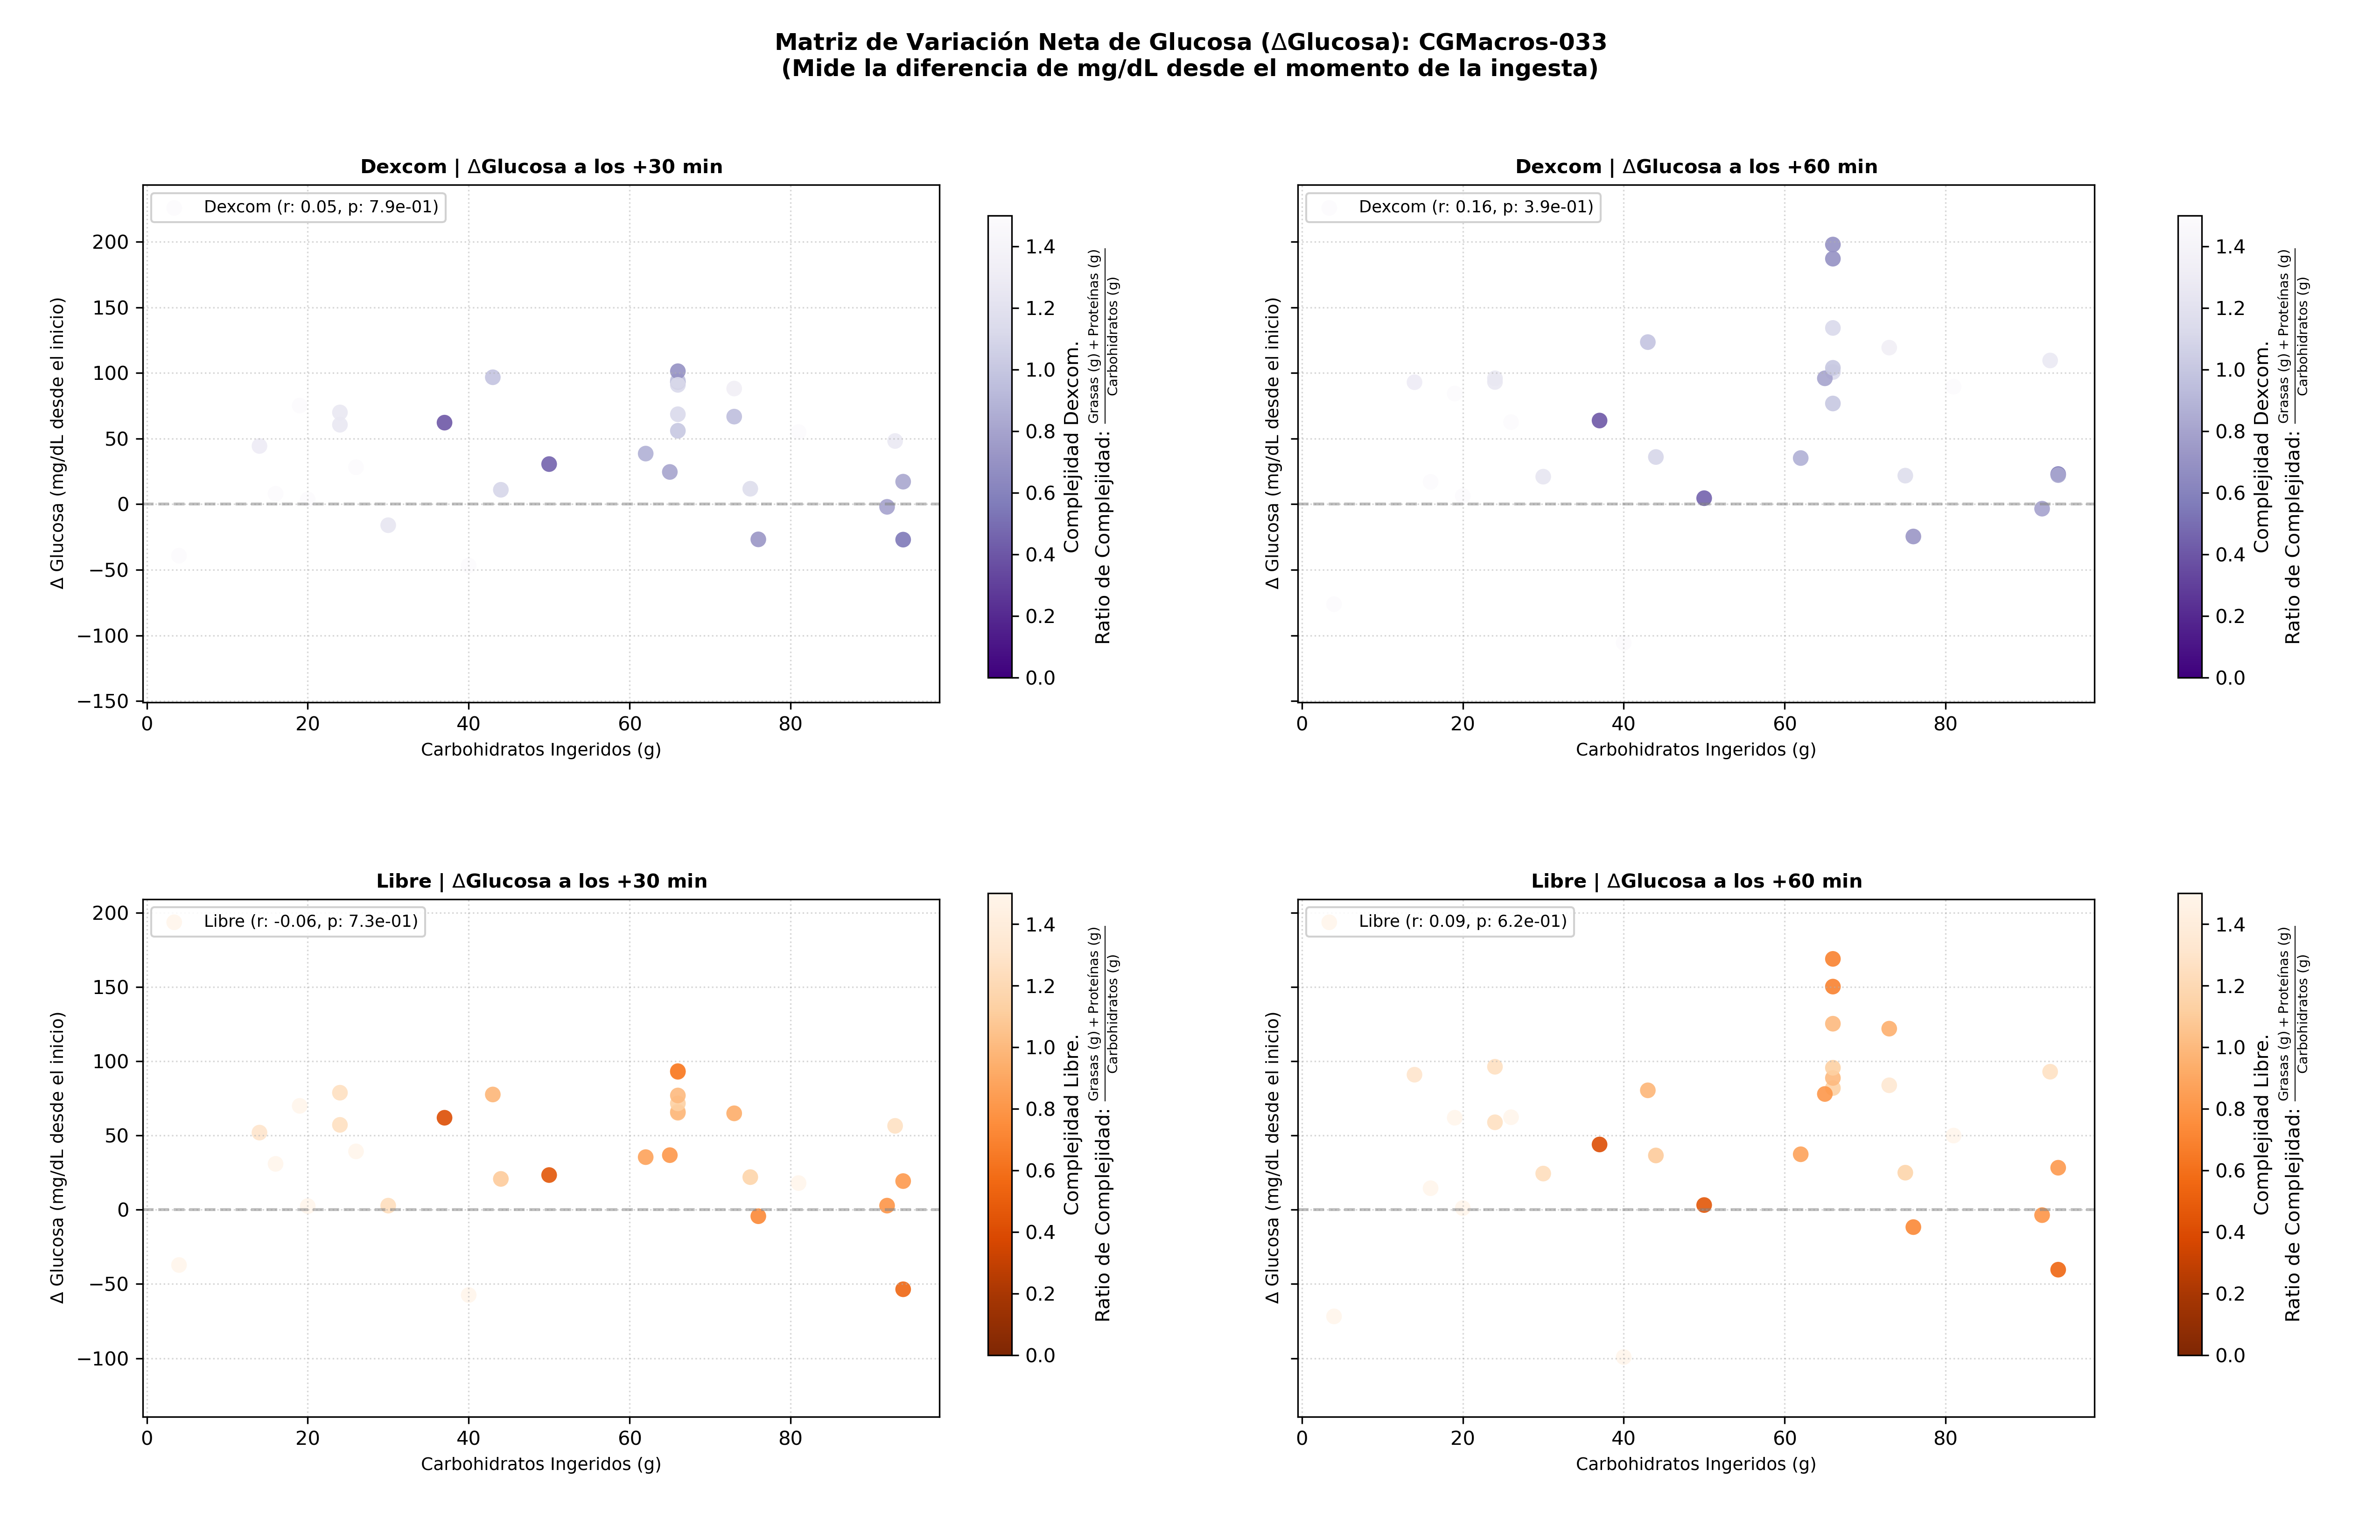 Matriz de Variación Neta de Glucosa (ΔGlucosa): CGMacros-033
(Mide la diferencia de mg/dL desde el momento de la ingesta)
Dexcom | ΔGlucosa a los +30 min
Dexcom (r: 0.05, p: 7.9e-01)
Δ Glucosa (mg/dL desde el inicio)
200
150
100
50
0
−50
−100
−150
0 20 40 60 80
Carbohidratos Ingeridos (g)
1.4
1.2
1.0
0.8
0.6
0.4
0.2
0.0
Complejidad Dexcom.
Ratio de Complejidad: Grasas (g) + Proteínas (g)
Carbohidratos (g)
Dexcom | ΔGlucosa a los +60 min
Dexcom (r: 0.16, p: 3.9e-01)
Δ Glucosa (mg/dL desde el inicio)
0 20 40 60 80
Carbohidratos Ingeridos (g)
1.4
1.2
1.0
0.8
0.6
0.4
0.2
0.0
Complejidad Dexcom.
Ratio de Complejidad: Grasas (g) + Proteínas (g)
Carbohidratos (g)
Libre | ΔGlucosa a los +30 min
Libre (r: -0.06, p: 7.3e-01)
Δ Glucosa (mg/dL desde el inicio)
200
150
100
50
0
−50
−100
0 20 40 60 80
Carbohidratos Ingeridos (g)
1.4
1.2
1.0
0.8
0.6
0.4
0.2
0.0
Complejidad Libre.
Ratio de Complejidad: Grasas (g) + Proteínas (g)
Carbohidratos (g)
Libre | ΔGlucosa a los +60 min
Libre (r: 0.09, p: 6.2e-01)
Δ Glucosa (mg/dL desde el inicio)
0 20 40 60 80
Carbohidratos Ingeridos (g)
1.4
1.2
1.0
0.8
0.6
0.4
0.2
0.0
Complejidad Libre.
Ratio de Complejidad: Grasas (g) + Proteínas (g)
Carbohidratos (g)